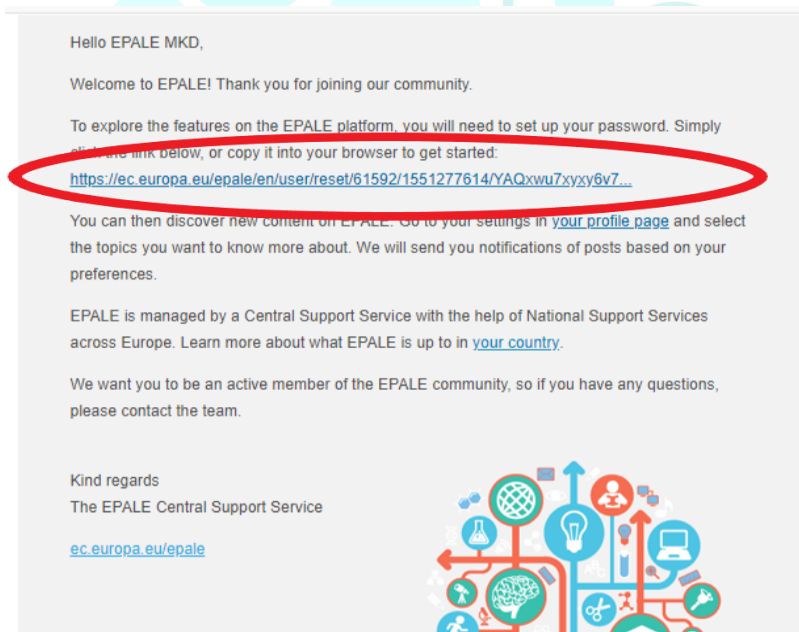 Hello EPALE MKD,
Welcome to EPALE! Thank you for joining our community.
To explore the features on the EPALE platform, you will need to set up your password. Simply
click the link below, or copy it into your browser to get started:
https://ec.europa.eu/epale/en/user/reset/61592/1551277614/YAQxwu7xyxy6v7...
You can then discover new content on EPALE. Go to your settings in your profile page and select
the topics you want to know more about. We will send you notifications of posts based on your
preferences.
EPALE is managed by a Central Support Service with the help of National Support Services
across Europe. Learn more about what EPALE is up to in your country.
We want you to be an active member of the EPALE community, so if you have any questions,
please contact the team.
Kind regards
The EPALE Central Support Service
ec.europa.eu/epale